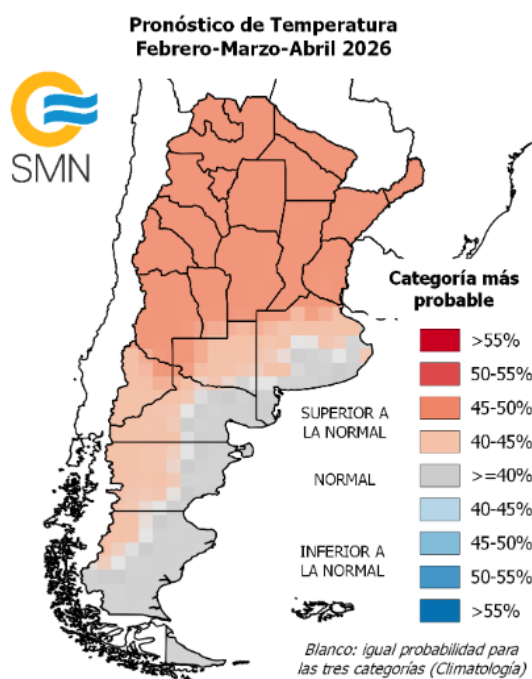 Pronóstico de Temperatura
Febrero-Marzo-Abril 2026
SMN
Categoría más
probable
>55%
50-55%
45-50%
SUPERIOR A
LA NORMAL
40-45%
NORMAL
>=40%
40-45%
45-50%
INFERIOR A
LA NORMAL
50-55%
>55%
Blanco: igual probabilidad para
las tres categorías (Climatología)